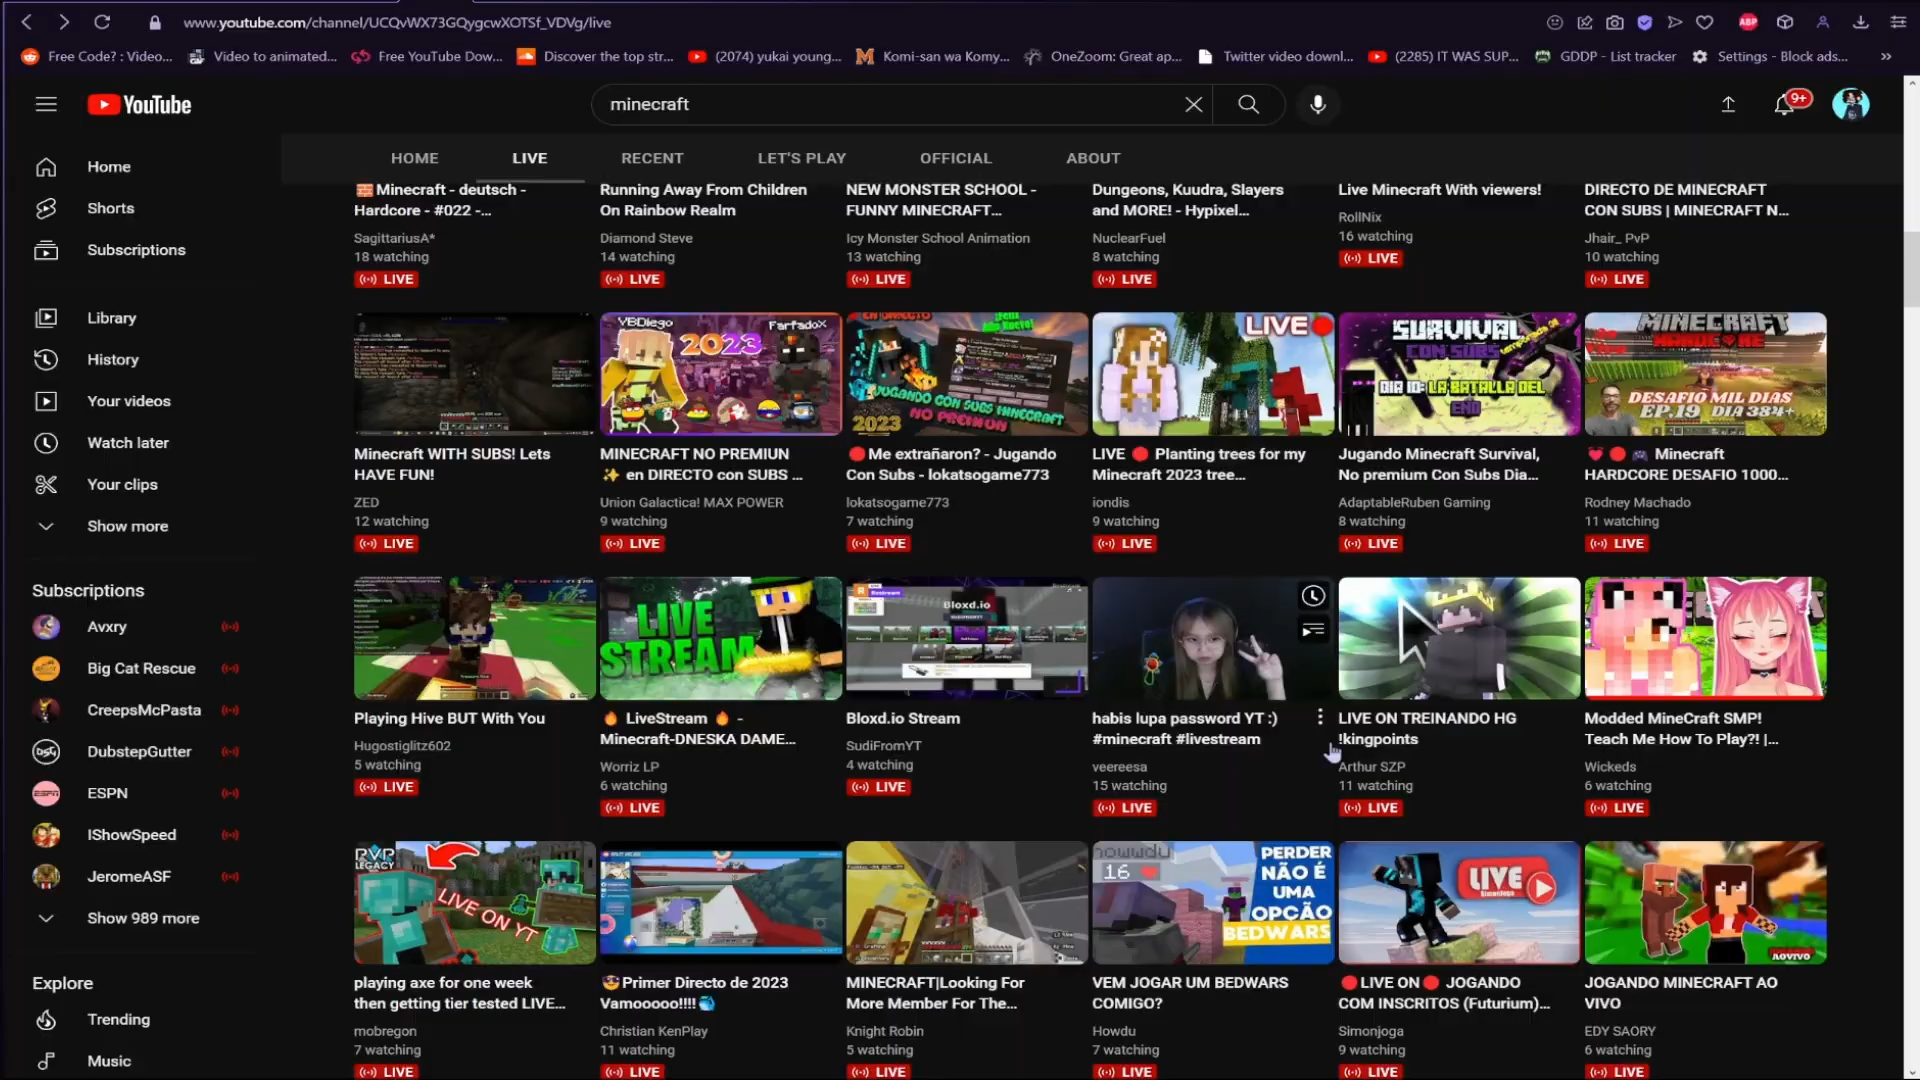 www.youtube.com/channel/UCQvWX73GQygcwXOTSf_VDVg/live
Free Code? : Video...
Video to animated...
Free YouTube Dow...
Discover the top str...
(2074) yukai young...
Komi-san wa Komy...
OneZoom: Great ap...
Twitter video downl...
(2285) IT WAS SUP...
GDDP - List tracker
Settings - Block ads...
ABP
YouTube
minecraft
9+
HOME
LIVE
RECENT
LET'S PLAY
OFFICIAL
ABOUT
Home
Shorts
Subscriptions
Library
History
Your videos
Watch later
Your clips
Show more
Subscriptions
Avxry
Big Cat Rescue
CreepsMcPasta
DubstepGutter
ESPN
IShowSpeed
JeromeASF
Show 989 more
Explore
Trending
Music
Minecraft - deutsch -
Hardcore - #022 -...
SagittariusA*
18 watching
LIVE
Running Away From Children
On Rainbow Realm
Diamond Steve
14 watching
LIVE
NEW MONSTER SCHOOL -
FUNNY MINECRAFT...
Icy Monster School Animation
13 watching
LIVE
Dungeons, Kuudra, Slayers
and MORE! - Hypixel...
NuclearFuel
8 watching
LIVE
Live Minecraft With viewers!
RollNix
16 watching
LIVE
DIRECTO DE MINECRAFT
CON SUBS | MINECRAFT N...
Jhair_ PvP
10 watching
LIVE
Minecraft WITH SUBS! Lets
HAVE FUN!
ZED
12 watching
LIVE
YBDiego
FarfadoX
2023
MINECRAFT NO PREMIUN
✨ en DIRECTO con SUBS ...
Union Galactica! MAX POWER
9 watching
LIVE
EN DIRECTO
JUGANDO CON SUBS MINECRAFT
NO PREMIUN
2023
🔴Me extrañaron? - Jugando
Con Subs - lokatsogame773
lokatsogame773
7 watching
LIVE
LIVE
LIVE 🔴 Planting trees for my
Minecraft 2023 tree...
iondis
9 watching
LIVE
SURVIVAL
CON SUBS
DIA 10: LA BATALLA DEL
END
Jugando Minecraft Survival,
No premium Con Subs Dia...
AdaptableRuben Gaming
8 watching
LIVE
MINECRAFT
HARDCORE
DESAFIO MIL DIAS
EP.19 DIA 384+
💗 🔴 🎮 Minecraft
HARDCORE DESAFIO 1000...
Rodney Machado
11 watching
LIVE
Playing Hive BUT With You
Hugostiglitz602
5 watching
LIVE
LIVE
STREAM
🔥 LiveStream 🔥 -
Minecraft-DNESKA DAME...
Worriz LP
6 watching
LIVE
Bloxd.io
Bloxd.io Stream
SudiFromYT
4 watching
LIVE
habis lupa password YT :)
#minecraft #livestream
veereesa
15 watching
LIVE
LIVE ON TREINANDO HG
!kingpoints
Arthur SZP
11 watching
LIVE
Modded MineCraft SMP!
Teach Me How To Play?! |...
Wickeds
6 watching
LIVE
PVP
LEGACY
LIVE ON YT
playing axe for one week
then getting tier tested LIVE...
mobregon
7 watching
LIVE
😎Primer Directo de 2023
Vamooooo!!!!
Christian KenPlay
11 watching
LIVE
MINECRAFT|Looking For
More Member For The...
Knight Robin
5 watching
LIVE
howwdu
16
PERDER
NÃO É
UMA
OPÇÃO
BEDWARS
VEM JOGAR UM BEDWARS
COMIGO?
Howdu
7 watching
LIVE
LIVE
🔴LIVE ON🔴 JOGANDO
COM INSCRITOS (Futurium)...
Simonjoga
9 watching
LIVE
AOVIVO
JOGANDO MINECRAFT AO
VIVO
EDY SAORY
6 watching
LIVE